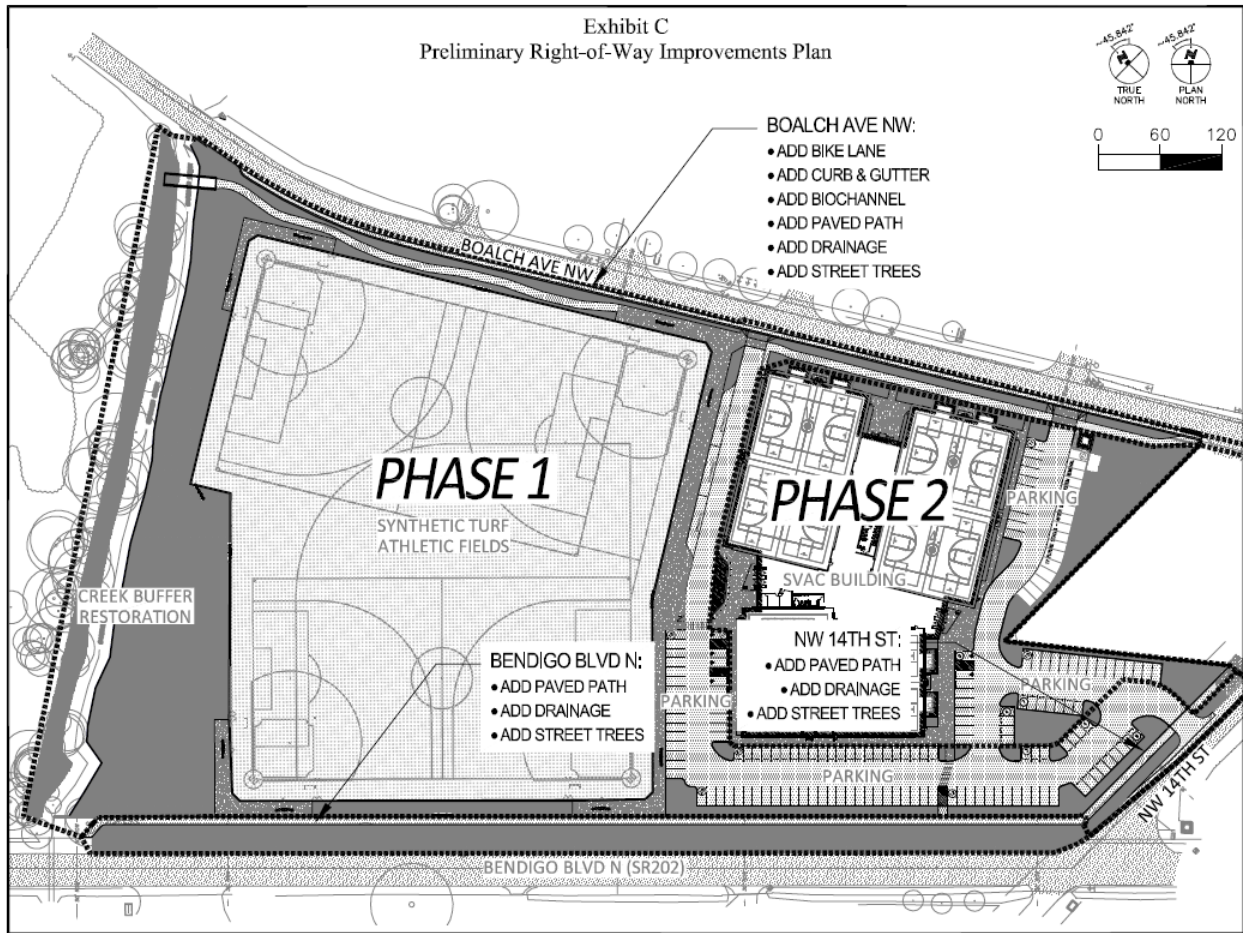 Exhibit C
Preliminary Right-of-Way Improvements Plan
~45.842°
~45.842°
N
N
TRUE
NORTH
PLAN
NORTH
0 60 120
BOALCH AVE NW:
• ADD BIKE LANE
• ADD CURB & GUTTER
• ADD BIOCHANNEL
• ADD PAVED PATH
• ADD DRAINAGE
• ADD STREET TREES
BOALCH AVE NW
PHASE 1
SYNTHETIC TURF
ATHLETIC FIELDS
PHASE 2
PARKING
SVAC BUILDING
CREEK BUFFER
RESTORATION
NW 14TH ST:
• ADD PAVED PATH
• ADD DRAINAGE
• ADD STREET TREES
BENDIGO BLVD N:
• ADD PAVED PATH
• ADD DRAINAGE
• ADD STREET TREES
PARKING
PARKING
PARKING
NW 14TH ST
BENDIGO BLVD N (SR202)